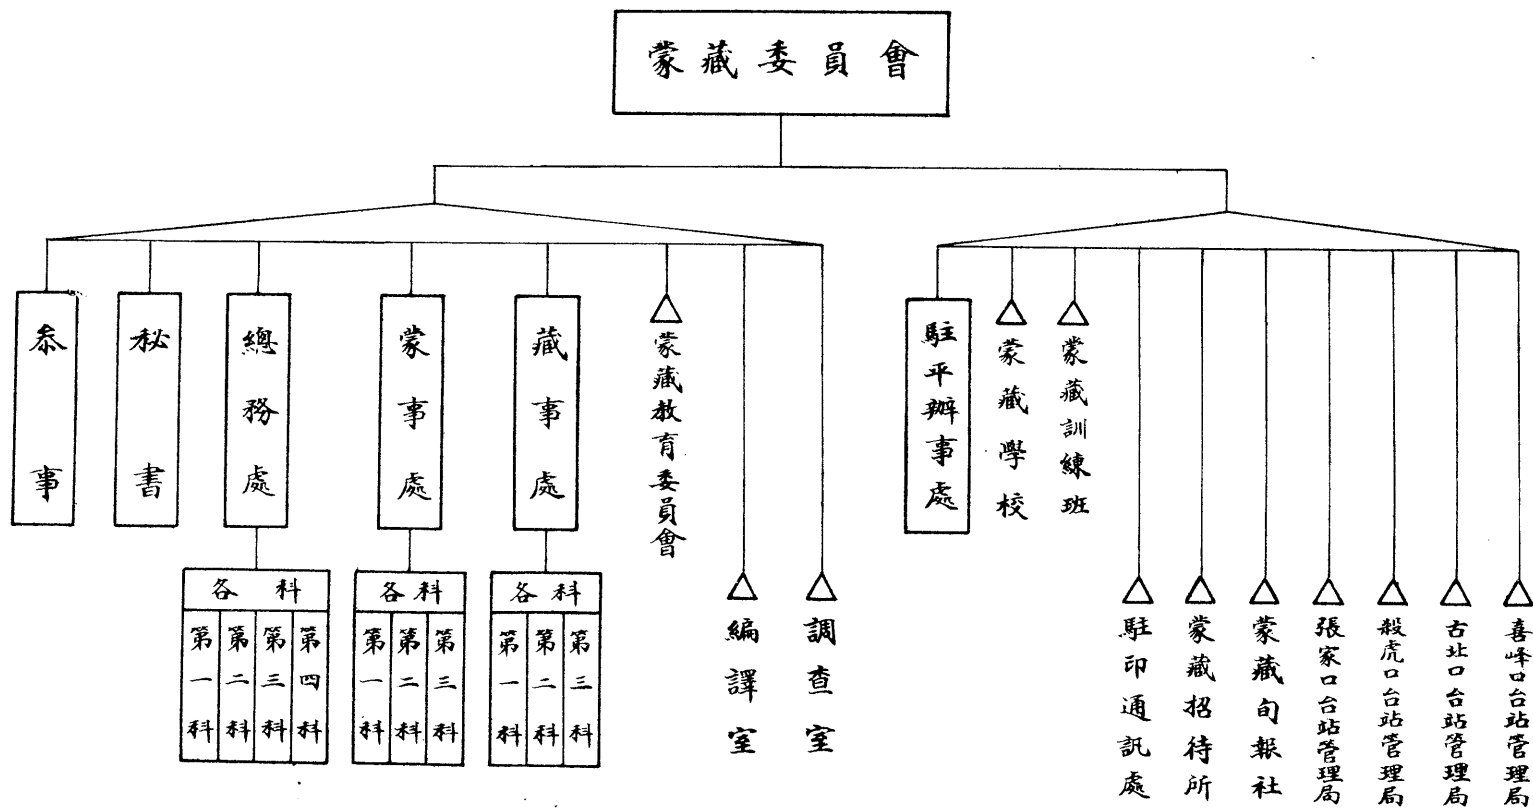 蒙藏委員會
叅事
秘書
總務處
蒙事處
藏事處
蒙藏教育委員會
編譯室
調查室
駐平辦事處
蒙藏學校
蒙藏訓練班
駐印通訊處
蒙藏招待所
蒙藏旬報社
張家口台站管理局
殺虎口台站管理局
古北口台站管理局
喜峰口台站管理局
各科
第一科
第二科
第三科
第四科
各科
第一科
第二科
第三科
各科
第一科
第二科
第三科